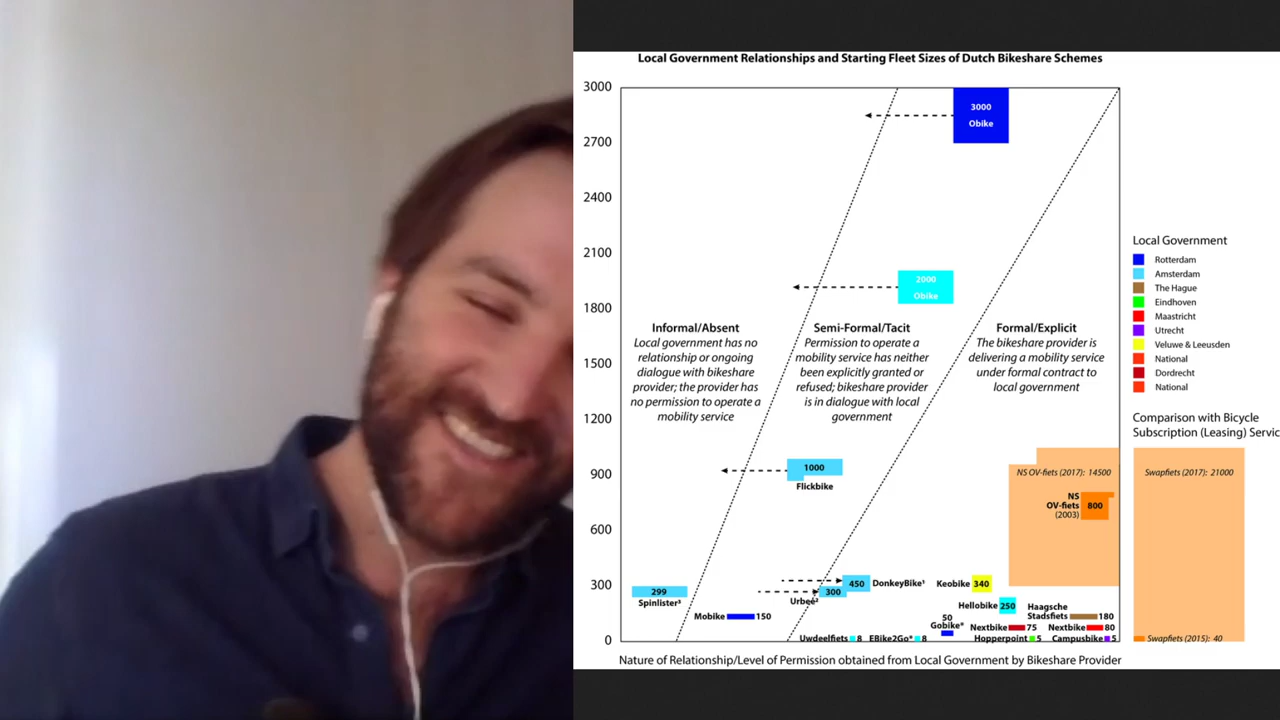 Local Government Relationships and Starting Fleet Sizes of Dutch Bikeshare Schemes
3000
2700
2400
2100
1800
1500
1200
900
600
300
0
3000
Obike
2000
Obike
Informal/Absent
Local government has no
relationship or ongoing
dialogue with bikeshare
provider; the provider has
no permission to operate a
mobility service
Semi-Formal/Tacit
Permission to operate a
mobility service has neither
been explicitly granted or
refused; bikeshare provider
is in dialogue with local
government
Formal/Explicit
The bikeshare provider is
delivering a mobility service
under formal contract to
local government
1000
Flickbike
NS OV-fiets (2017): 14500
NS
OV-fiets
(2003)
800
299
Spinlister³
450
DonkeyBike¹
300
Urbee²
Keobike
340
Mobike
150
Hellobike
250
Haagsche
Stadsfiets
180
50
Gobike*
Nextbike
75
Nextbike
80
Uwdeelfiets
8
EBike2Go*
8
Hopperpoint
5
Campusbike
5
Nature of Relationship/Level of Permission obtained from Local Government by Bikeshare Provider
Local Government
Rotterdam
Amsterdam
The Hague
Eindhoven
Maastricht
Utrecht
Veluwe & Leeusden
National
Dordrecht
National
Comparison with Bicycle
Subscription (Leasing) Servic
Swapfiets (2017): 21000
Swapfiets (2015): 40